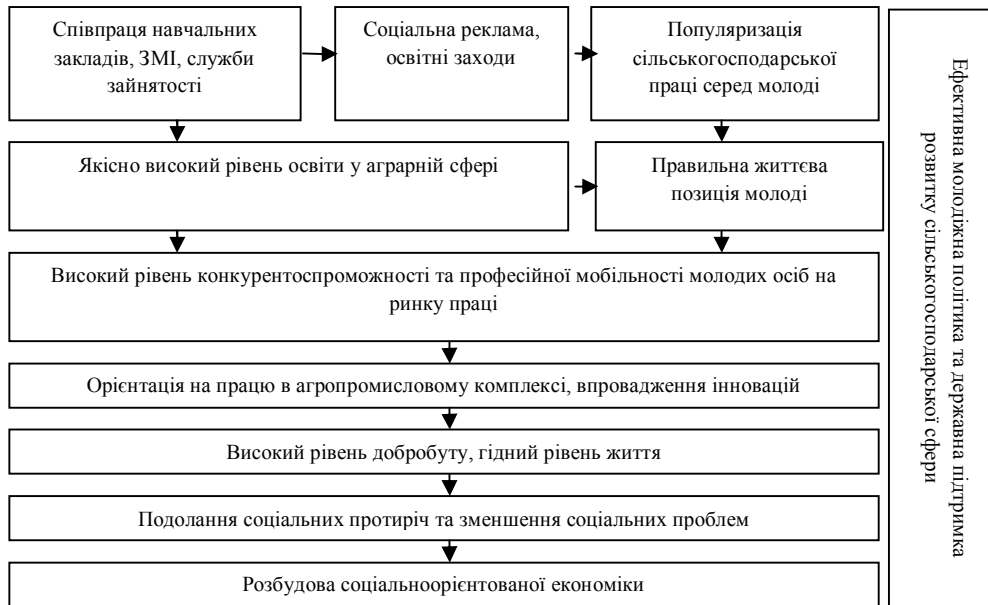 Співпраця навчальних
закладів, ЗМІ, служби
зайнятості
Соціальна реклама,
освітні заходи
Популяризація
сільськогосподарської
праці серед молоді
Якісно високий рівень освіти у аграрній сфері
Правильна життєва
позиція молоді
Високий рівень конкурентоспроможності та професійної мобільності молодих осіб на
ринку праці
Орієнтація на працю в агропромисловому комплексі, впровадження інновацій
Високий рівень добробуту, гідний рівень життя
Подолання соціальних протиріч та зменшення соціальних проблем
Розбудова соціальноорієнтованої економіки
Ефективна молодіжна політика та державна підтримка
розвитку сільськогосподарської сфери